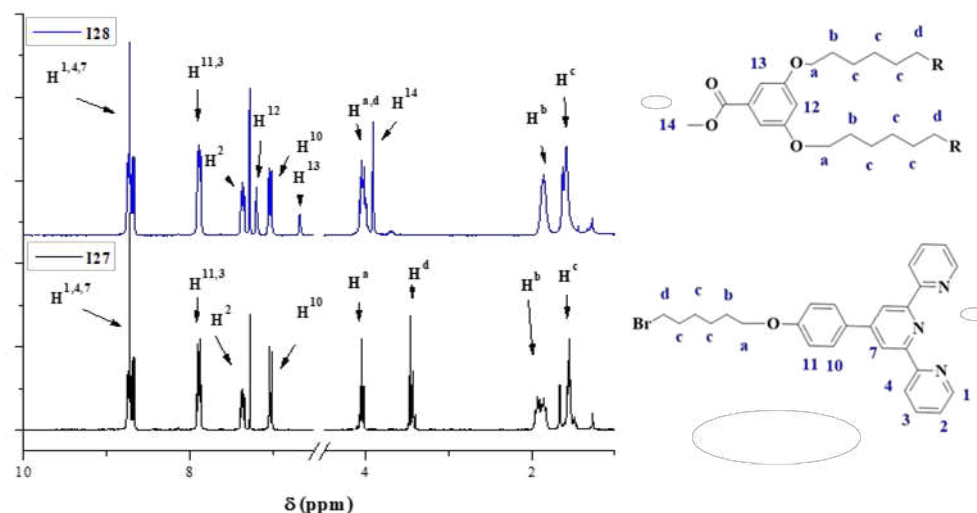 I28
H1,4,7
H11,3
H2
H12
H10
H13
Ha,d
H14
Hb
Hc
I27
H1,4,7
H11,3
H2
H10
Ha
Hd
Hb
Hc
10
8
4
2
δ (ppm)
c
d
b
c
c
R
13
O
a
O
12
14
O
O
a
b
c
c
c
d
R
Br
d
c
c
c
b
a
O
11
10
7
N
N
N
4
3
2
1